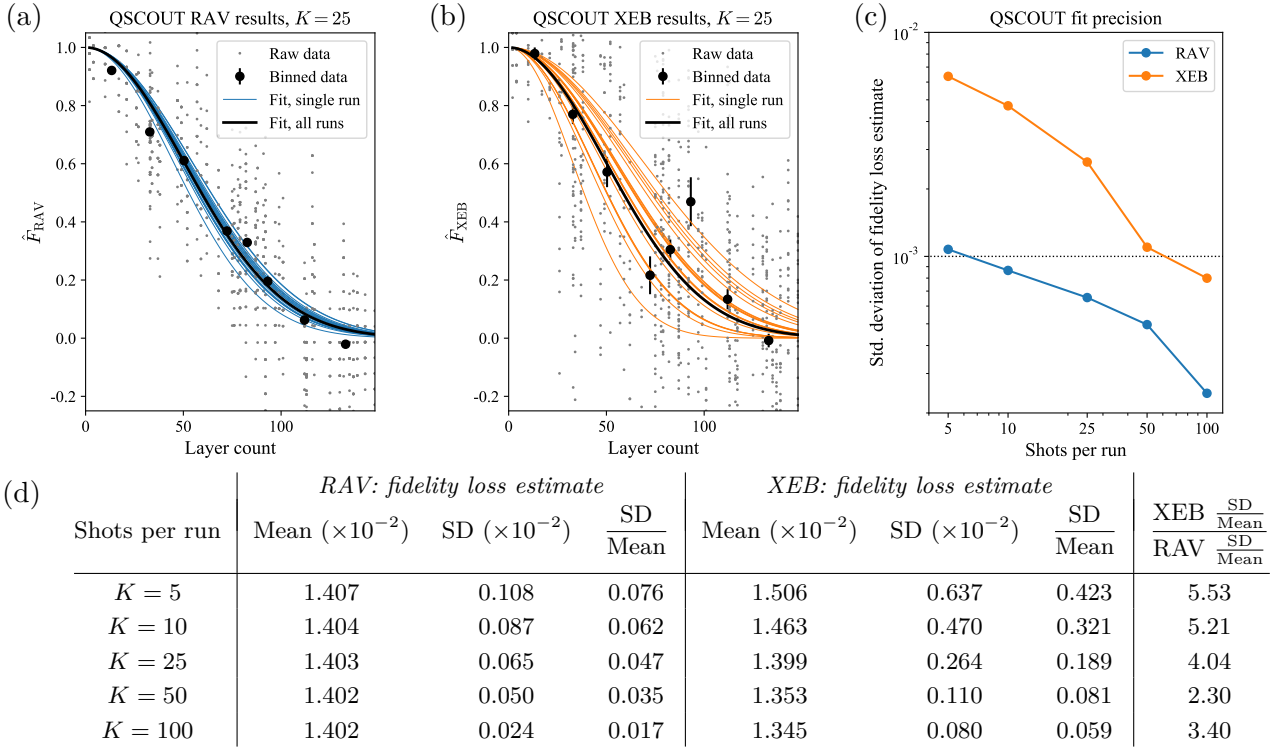 (a)
QSCOUT RAV results, K = 25
Raw data
Binned data
Fit, single run
Fit, all runs
1.0
0.8
0.6
0.4
0.2
0.0
-0.2
F̂RAV
0
50
100
Layer count
(b)
QSCOUT XEB results, K = 25
Raw data
Binned data
Fit, single run
Fit, all runs
1.0
0.8
0.6
0.4
0.2
0.0
-0.2
F̂XEB
0
50
100
Layer count
(c)
QSCOUT fit precision
RAV
XEB
10⁻²
10⁻³
Std. deviation of fidelity loss estimate
5 10 25 50 100
Shots per run
(d)
RAV: fidelity loss estimate XEB: fidelity loss estimate
Shots per run Mean (×10⁻²) SD (×10⁻²) SD/Mean Mean (×10⁻²) SD (×10⁻²) SD/Mean XEB SD/Mean / RAV SD/Mean
K = 5 1.407 0.108 0.076 1.506 0.637 0.423 5.53
K = 10 1.404 0.087 0.062 1.463 0.470 0.321 5.21
K = 25 1.403 0.065 0.047 1.399 0.264 0.189 4.04
K = 50 1.402 0.050 0.035 1.353 0.110 0.081 2.30
K = 100 1.402 0.024 0.017 1.345 0.080 0.059 3.40